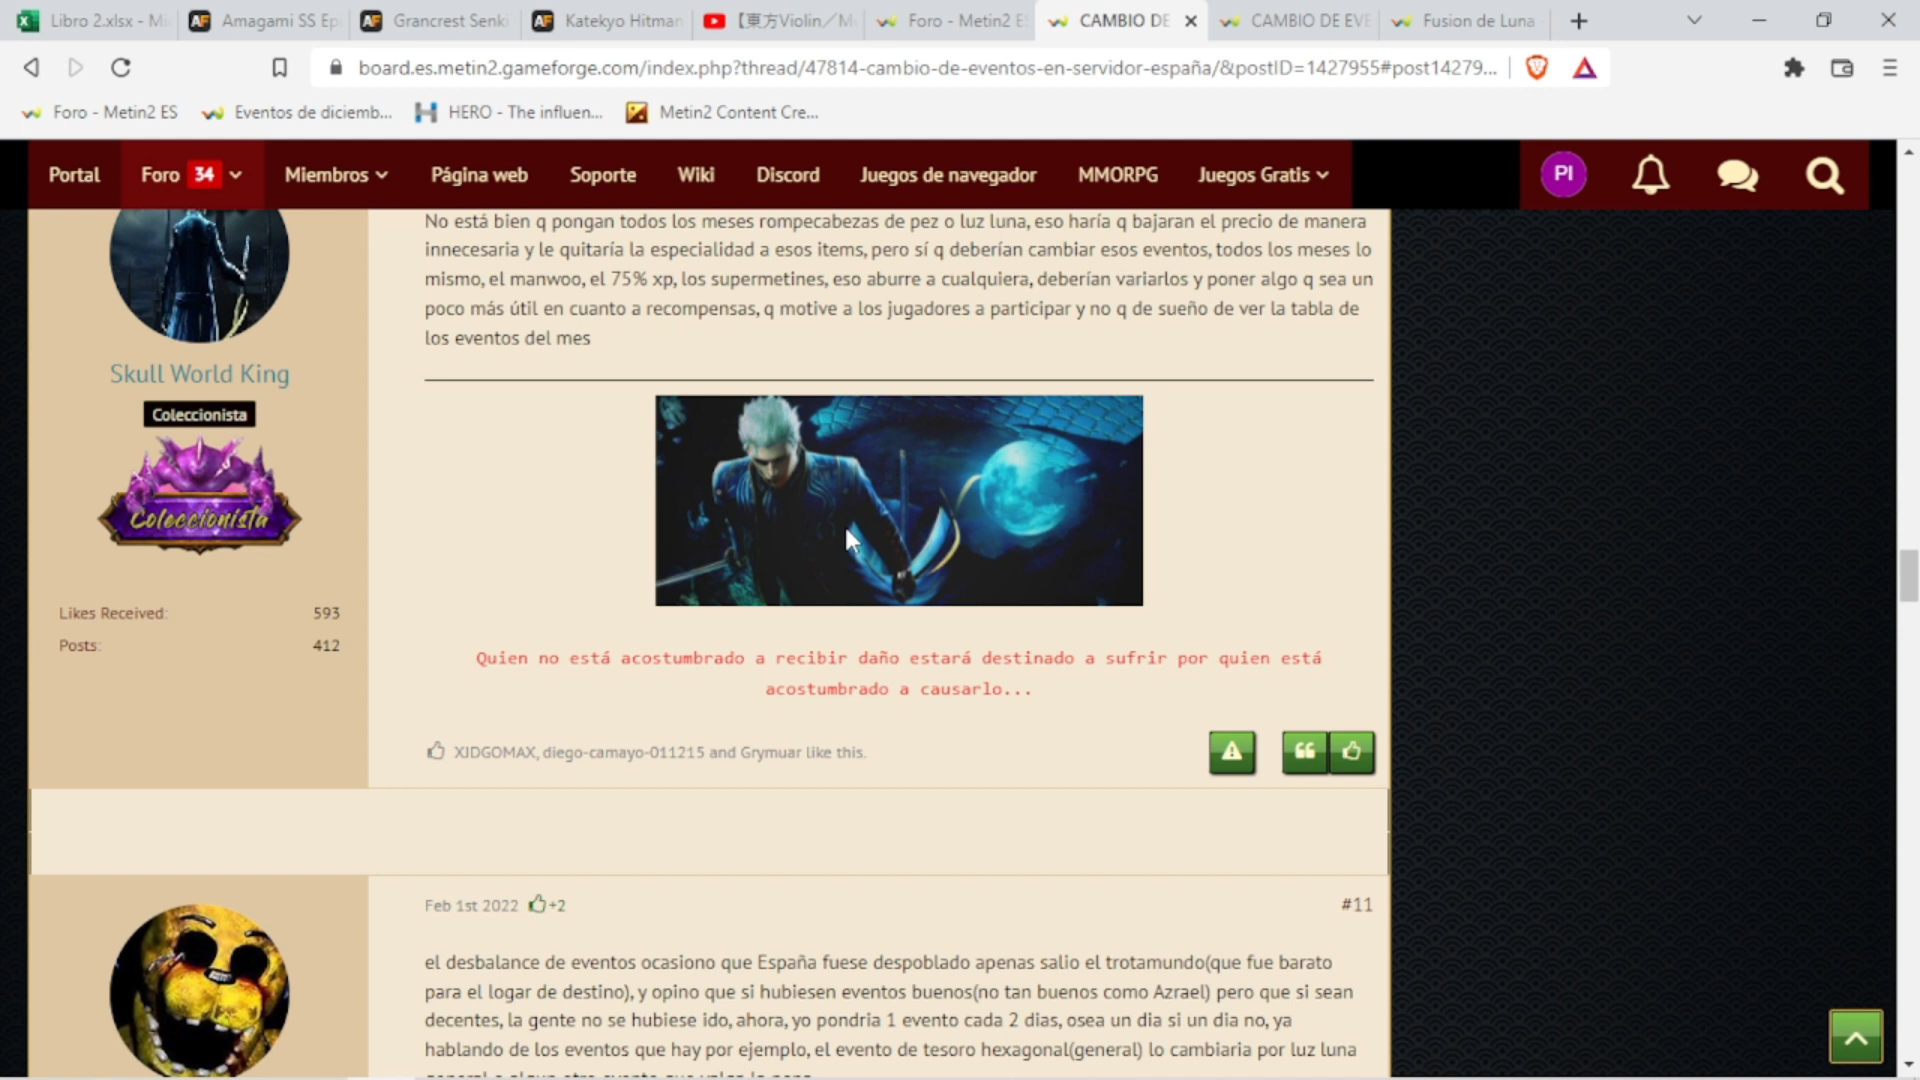 Libro 2.xlsx - Mi
Amagami SS Ep
Grancrest Senki
Katekyo Hitman
【東方Violin／M
Foro - Metin2 ES
CAMBIO DE
CAMBIO DE EVE
Fusion de Luna
board.es.metin2.gameforge.com/index.php?thread/47814-cambio-de-eventos-en-servidor-españa/&postID=1427955#post14279...
Foro - Metin2 ES
Eventos de diciemb...
HERO - The influen...
Metin2 Content Cre...
Portal
Foro 34
Miembros
Página web
Soporte
Wiki
Discord
Juegos de navegador
MMORPG
Juegos Gratis
PI
No está bien q pongan todos los meses rompecabezas de pez o luz luna, eso haría q bajaran el precio de manera
innecesaria y le quitaría la especialidad a esos items, pero sí q deberían cambiar esos eventos, todos los meses lo
mismo, el manwoo, el 75% xp, los supermetines, eso aburre a cualquiera, deberían variarlos y poner algo q sea un
poco más útil en cuanto a recompensas, q motive a los jugadores a participar y no q de sueño de ver la tabla de
los eventos del mes
Skull World King
Coleccionista
Coleccionista
Likes Received: 593
Posts: 412
Quien no está acostumbrado a recibir daño estará destinado a sufrir por quien está
acostumbrado a causarlo...
XJDGOMAX, diego-camayo-011215 and Grymuar like this.
Feb 1st 2022 +2
#11
el desbalance de eventos ocasiono que España fuese despoblado apenas salio el trotamundo(que fue barato
para el logar de destino), y opino que si hubiesen eventos buenos(no tan buenos como Azrael) pero que si sean
decentes, la gente no se hubiese ido, ahora, yo pondria 1 evento cada 2 dias, osea un dia si un dia no, ya
hablando de los eventos que hay por ejemplo, el evento de tesoro hexagonal(general) lo cambiaria por luz luna